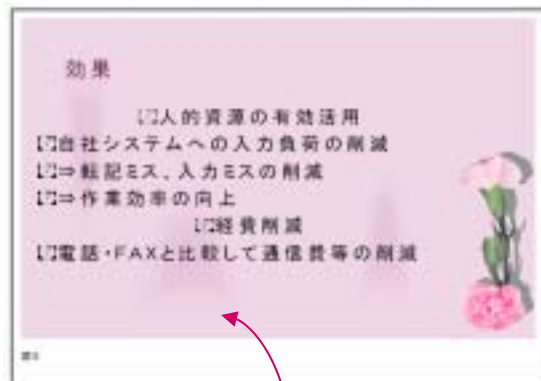 効果
人的資源の有効活用
自社システムへの入力負荷の削減
⇒転記ミス、入力ミスの削減
⇒作業効率の向上
経費削減
電話・FAXと比較して通信費等の削減